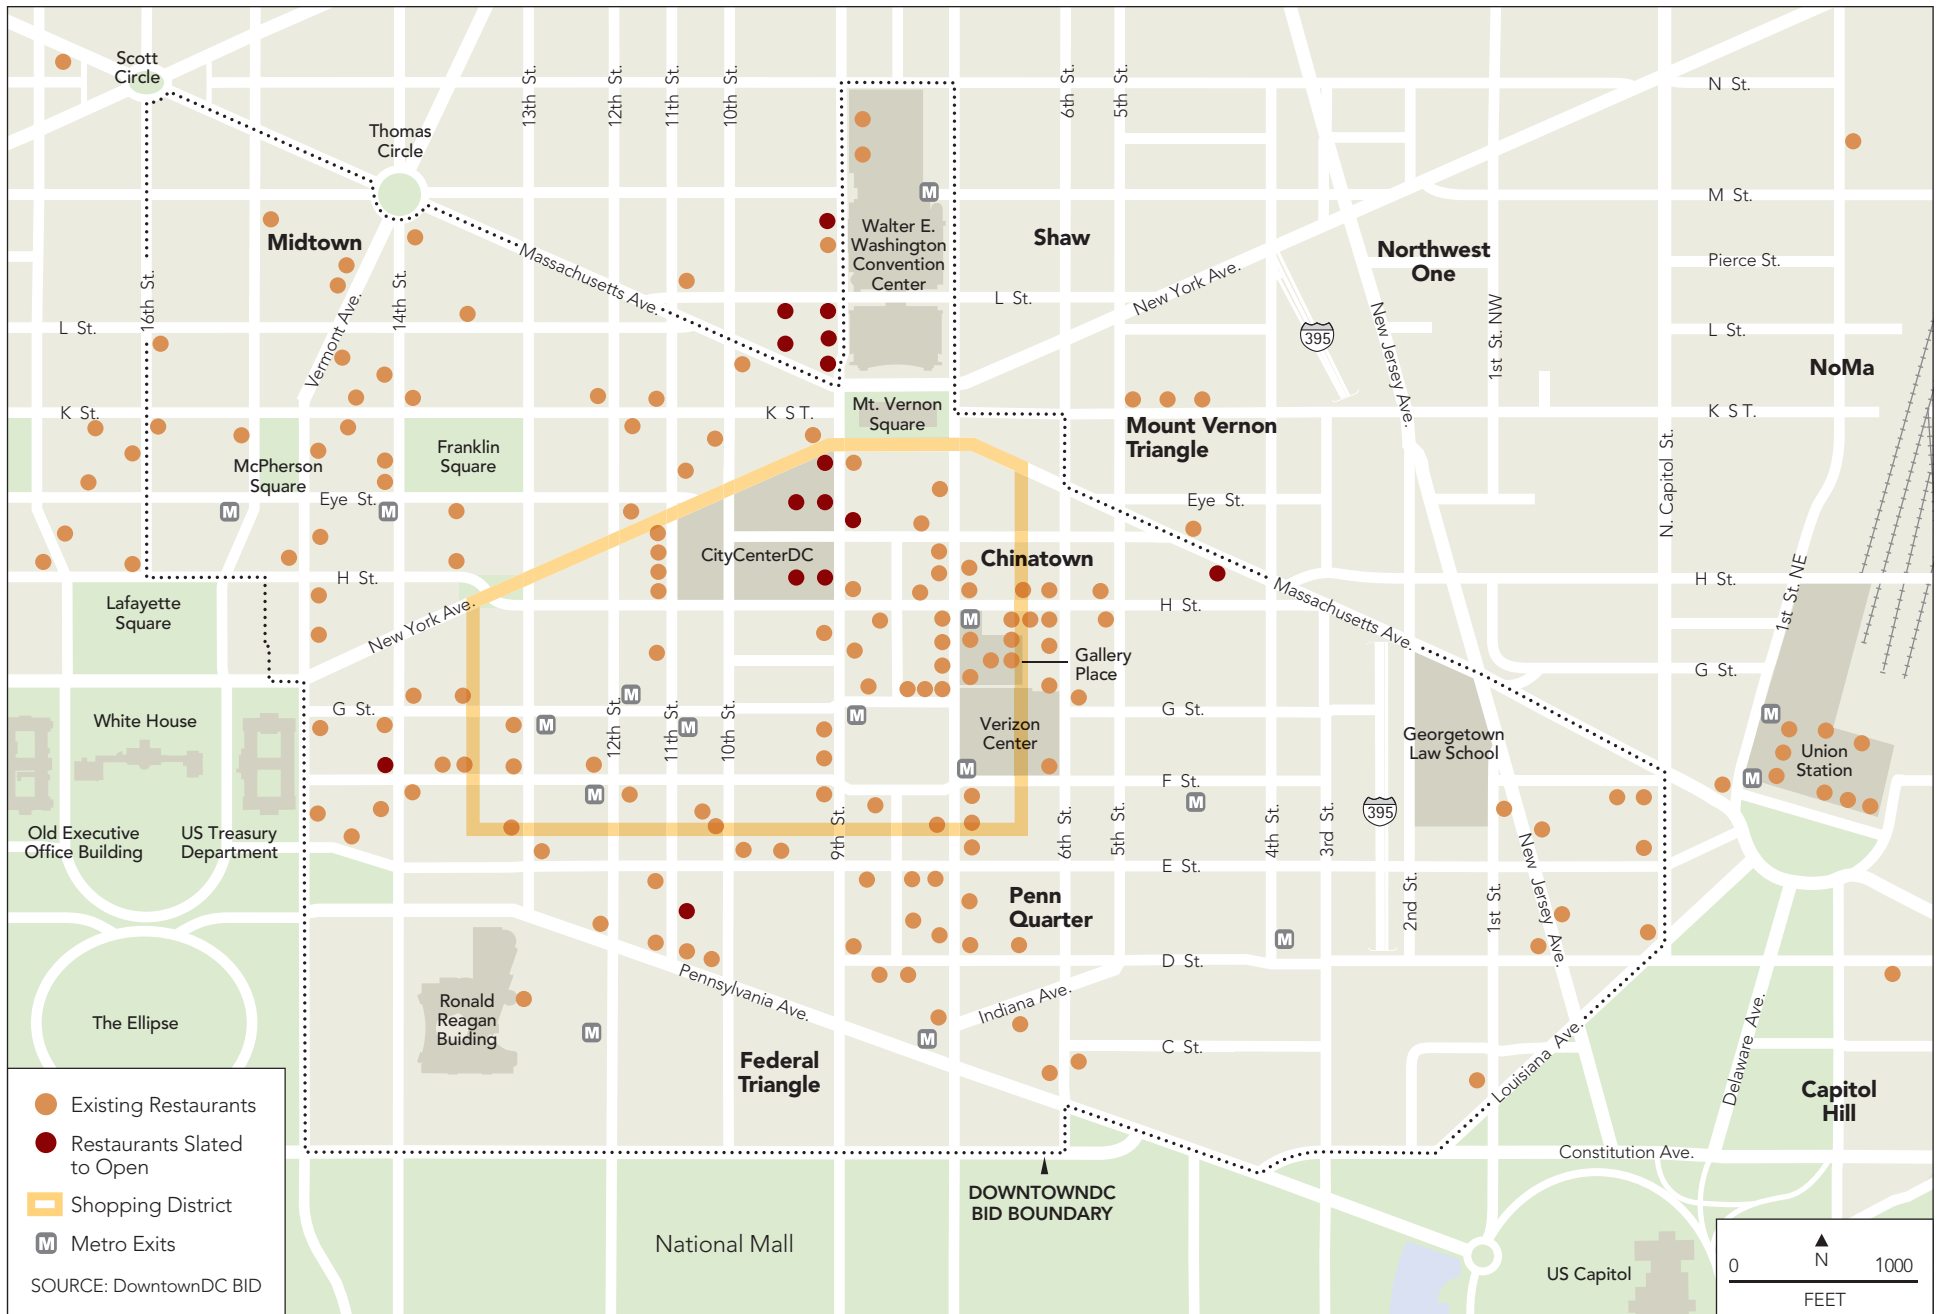 Scott
Circle
Thomas
Circle
13th St.
12th St.
11th St.
10th St.
6th St.
5th St.
N St.
M St.
Midtown
Massachusetts Ave.
M
Walter E.
Washington
Convention
Center
Shaw
Northwest
One
Pierce St.
16th St.
14th St.
Vermont Ave.
L St.
L St.
New York Ave.
395
New Jersey Ave.
1st St. NW
L St.
NoMa
K St.
K ST.
Mt. Vernon
Square
Mount Vernon
Triangle
K ST.
McPherson
Square
Franklin
Square
Eye St.
M
M
Eye St.
N. Capitol St.
CityCenterDC
Chinatown
H St.
H St.
H St.
Massachusetts Ave.
1st St. NE
Lafayette
Square
New York Ave.
M
Gallery
Place
G St.
White House
G St.
M
M
12th St.
11th St.
M
10th St.
M
Verizon
Center
M
G St.
Georgetown
Law School
M
Union
Station
M
F St.
M
M
395
Old Executive
Office Building
US Treasury
Department
9th St.
6th St.
5th St.
4th St.
3rd St.
E St.
2nd St.
1st St.
New Jersey Ave.
Penn
Quarter
M
D St.
Pennsylvania Ave.
Indiana Ave.
Ronald
Reagan
Buiding
The Ellipse
M
M
C St.
Louisiana Ave.
Delaware Ave.
Federal
Triangle
Capitol
Hill
Constitution Ave.
DOWNTOWNDC
BID BOUNDARY
National Mall
US Capitol
Existing Restaurants
Restaurants Slated
to Open
Shopping District
M Metro Exits
SOURCE: DowntownDC BID
N
0 1000
FEET